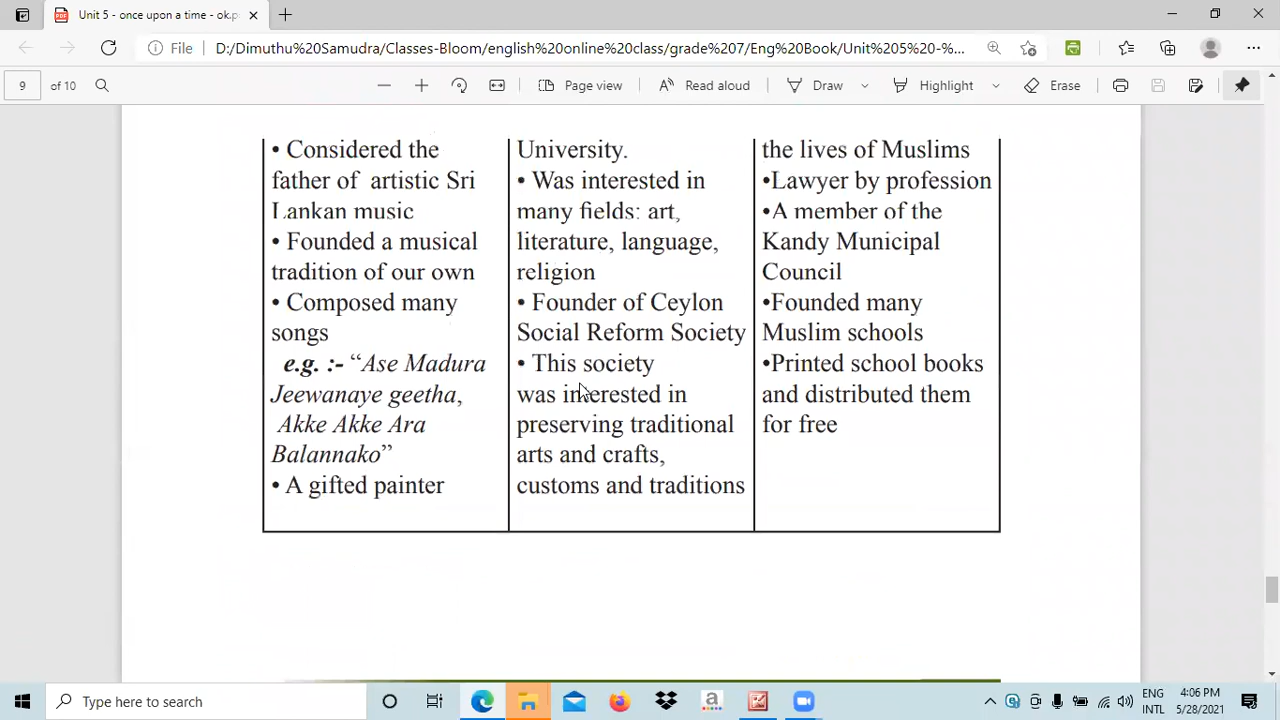 Unit 5 - once upon a time - ok.p
File
D:/Dimuthu%20Samudra/Classes-Bloom/english%20online%20class/grade%207/Eng%20Book/Unit%205%20-%...
9 of 10
Page view
Read aloud
Draw
Highlight
Erase
• Considered the
father of artistic Sri
Lankan music
• Founded a musical
tradition of our own
• Composed many
songs
e.g. :- “Ase Madura
Jeewanaye geetha,
Akke Akke Ara
Balannako”
• A gifted painter
University.
• Was interested in
many fields: art,
literature, language,
religion
• Founder of Ceylon
Social Reform Society
• This society
was interested in
preserving traditional
arts and crafts,
customs and traditions
the lives of Muslims
•Lawyer by profession
•A member of the
Kandy Municipal
Council
•Founded many
Muslim schools
•Printed school books
and distributed them
for free
Type here to search
a
ENG
INTL
4:06 PM
5/28/2021